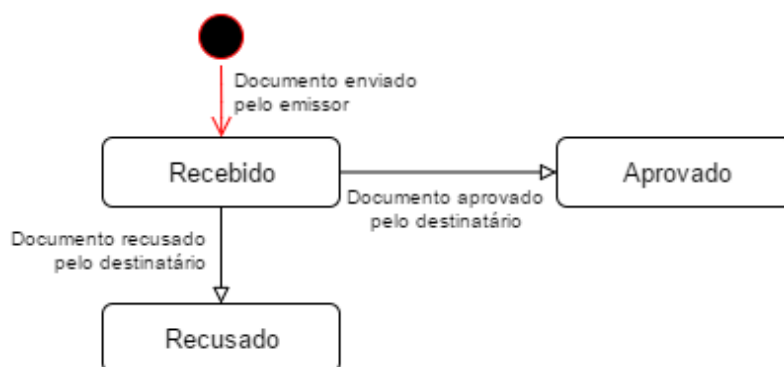 Documento enviado
pelo emissor
Recebido
Aprovado
Documento aprovado
pelo destinatário
Documento recusado
pelo destinatário
Recusado